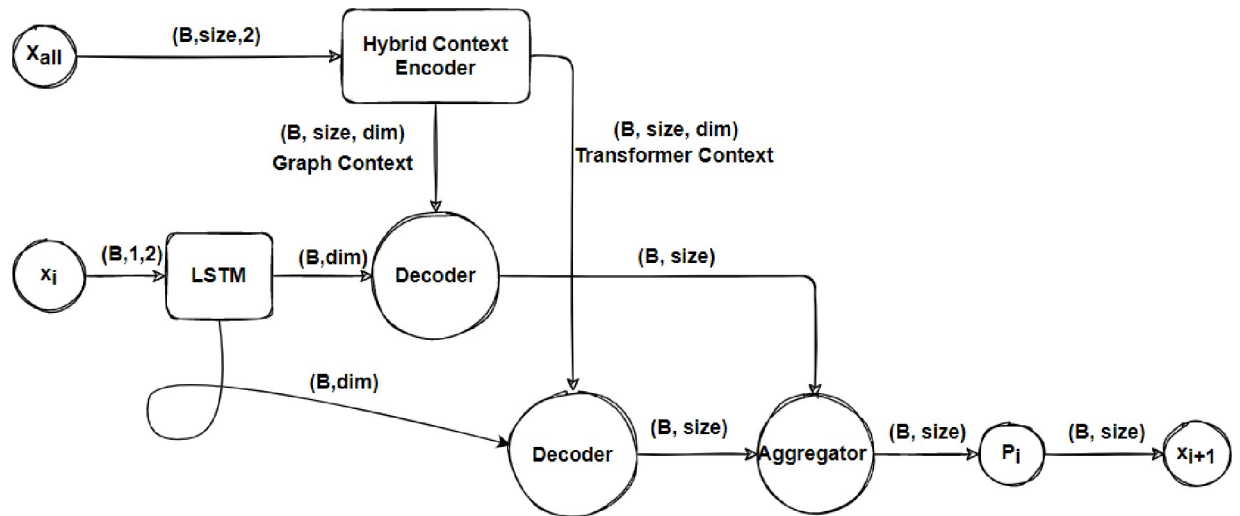 X_all
(B,size,2)
Hybrid Context
Encoder
(B, size, dim)
Graph Context
(B, size, dim)
Transformer Context
x_i
(B,1,2)
LSTM
(B,dim)
Decoder
(B, size)
(B,dim)
Decoder
(B, size)
Aggregator
(B, size)
P_i
(B, size)
x_i+1